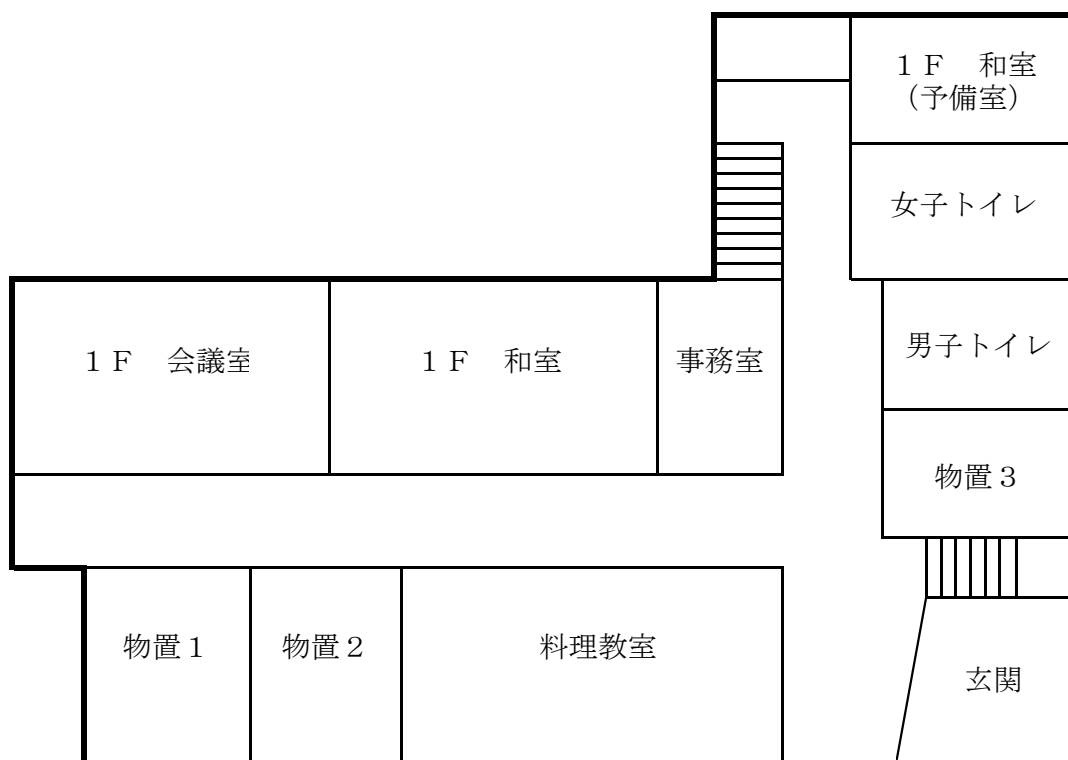 １Ｆ　和室
（予備室）
女子トイレ
男子トイレ
１Ｆ　会議室
１Ｆ　和室
事務室
物置３
物置１
物置２
料理教室
玄関